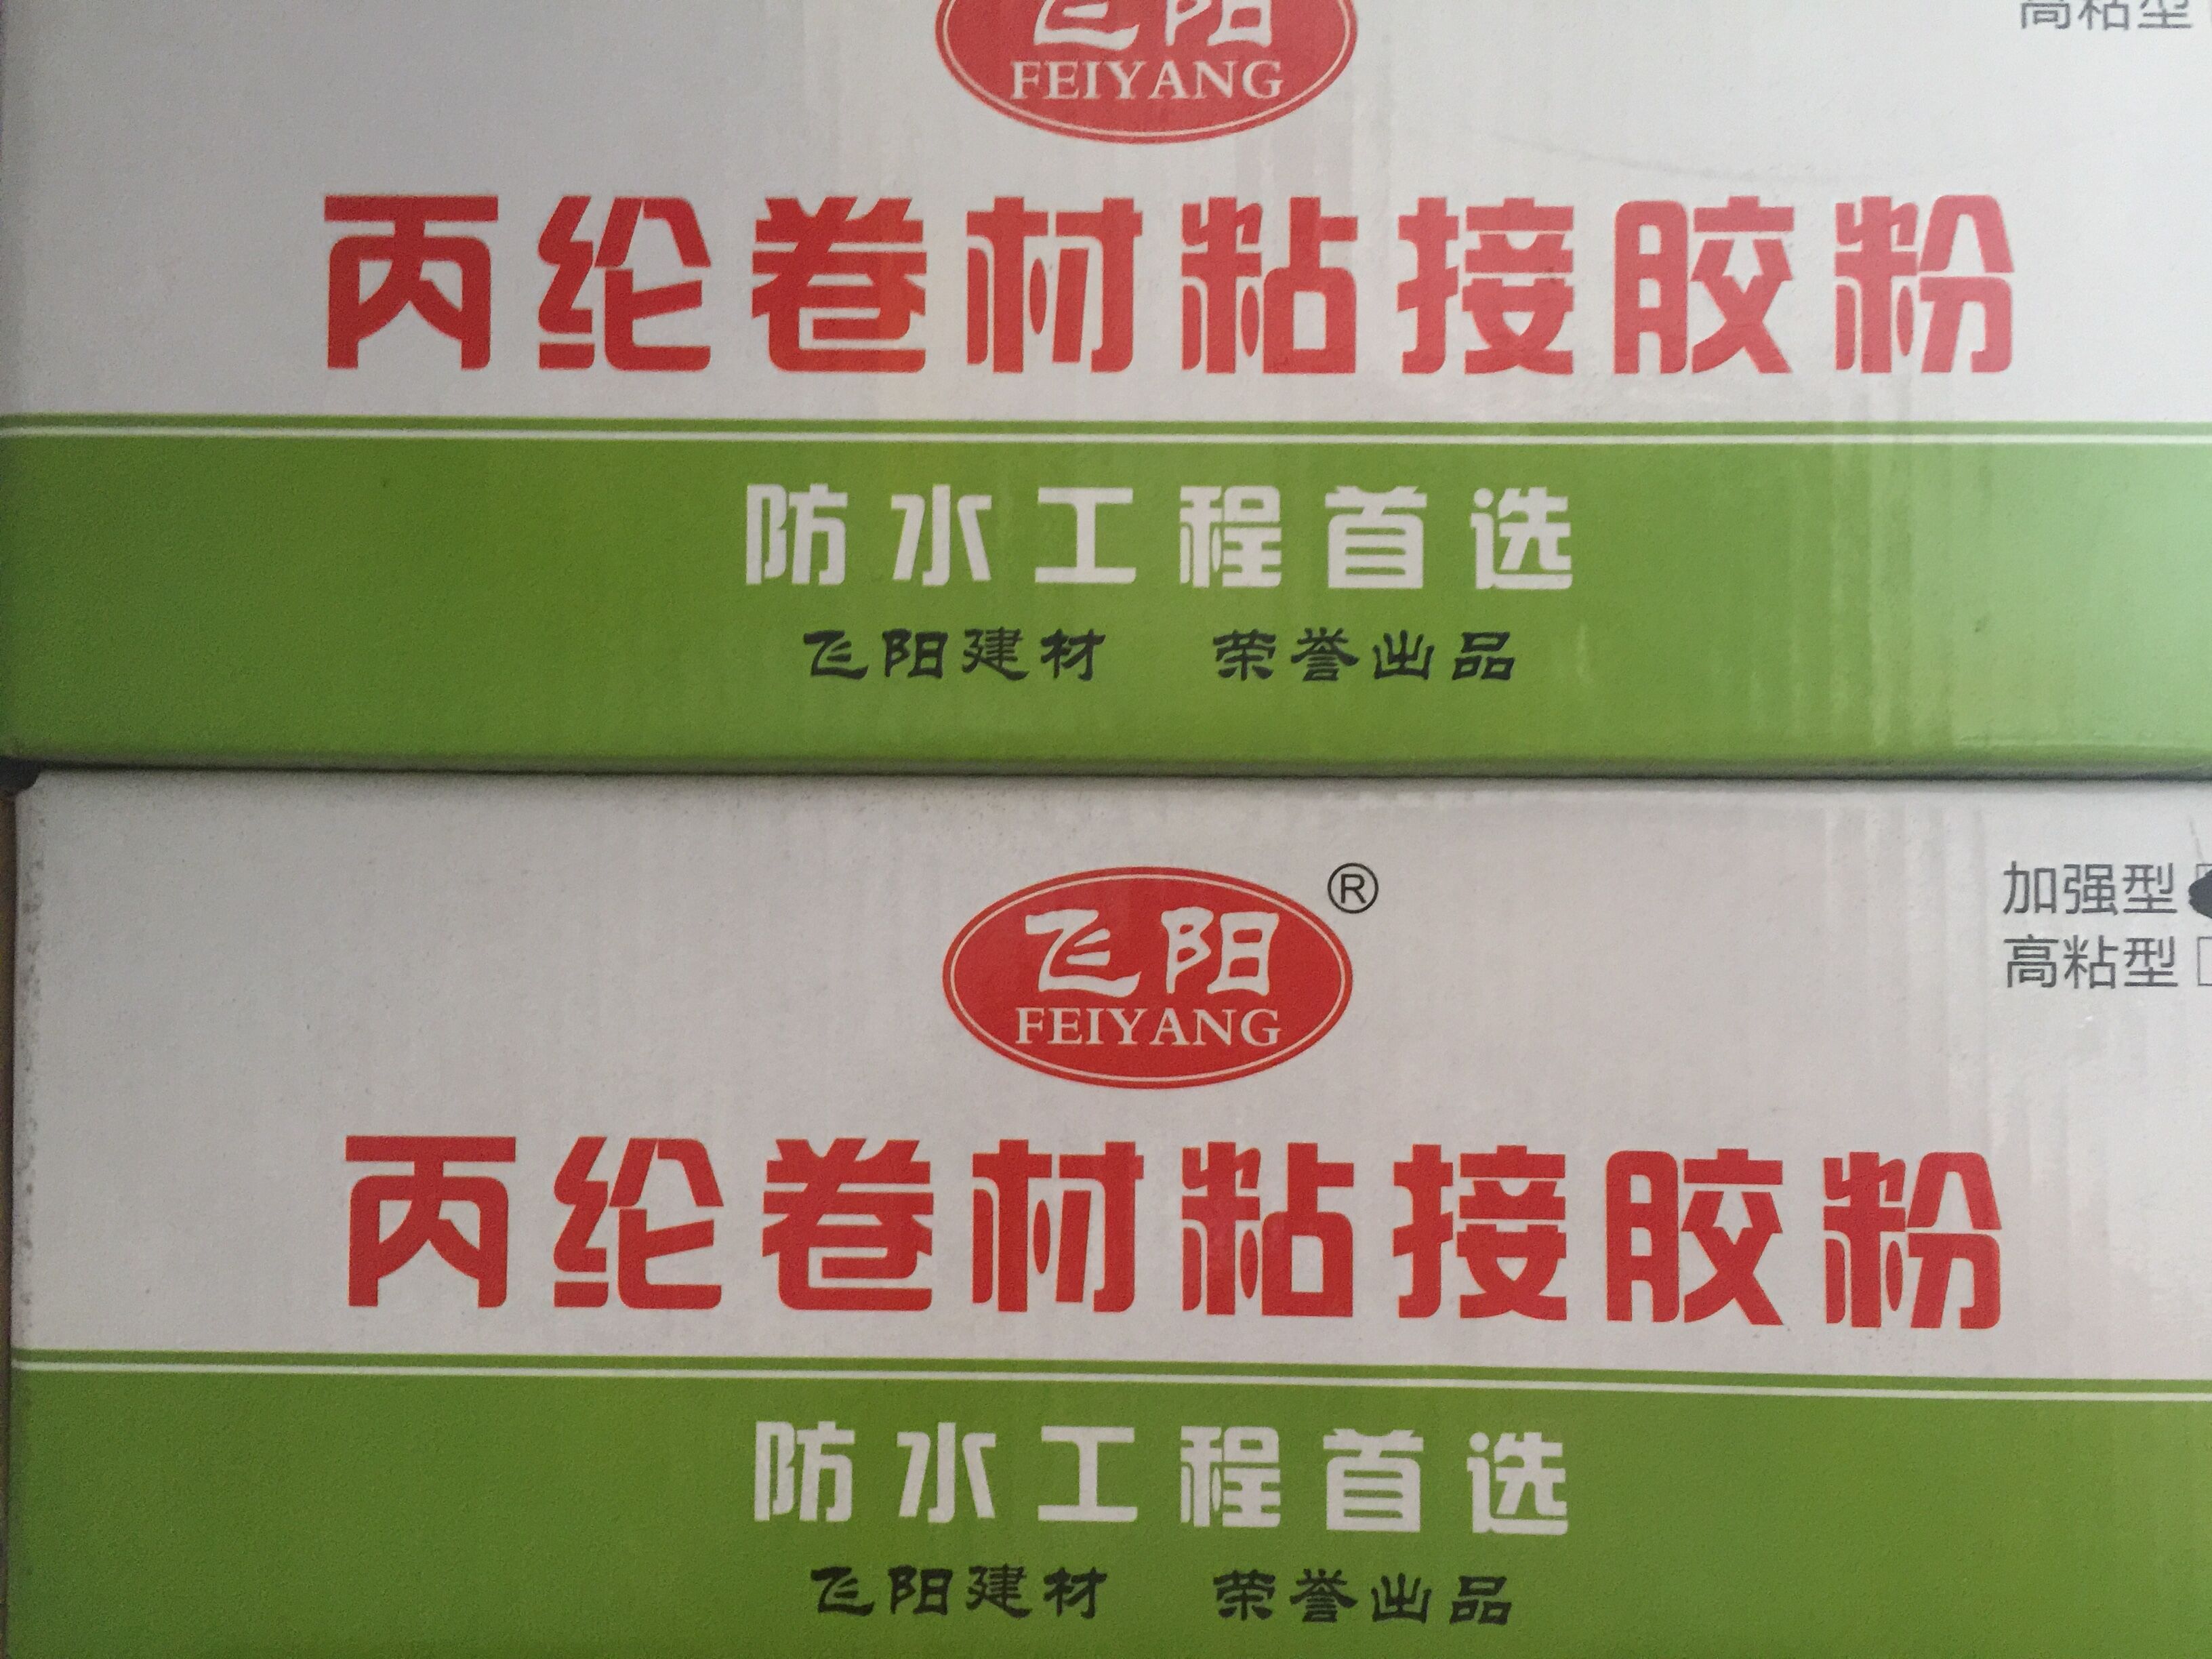 飞阳
高粘型
FEIYANG
丙纶卷材粘接胶粉
防水工程首选
飞阳建材 荣誉出品
®
加强型
飞阳
高粘型
FEIYANG
丙纶卷材粘接胶粉
防水工程首选
飞阳建材 荣誉出品